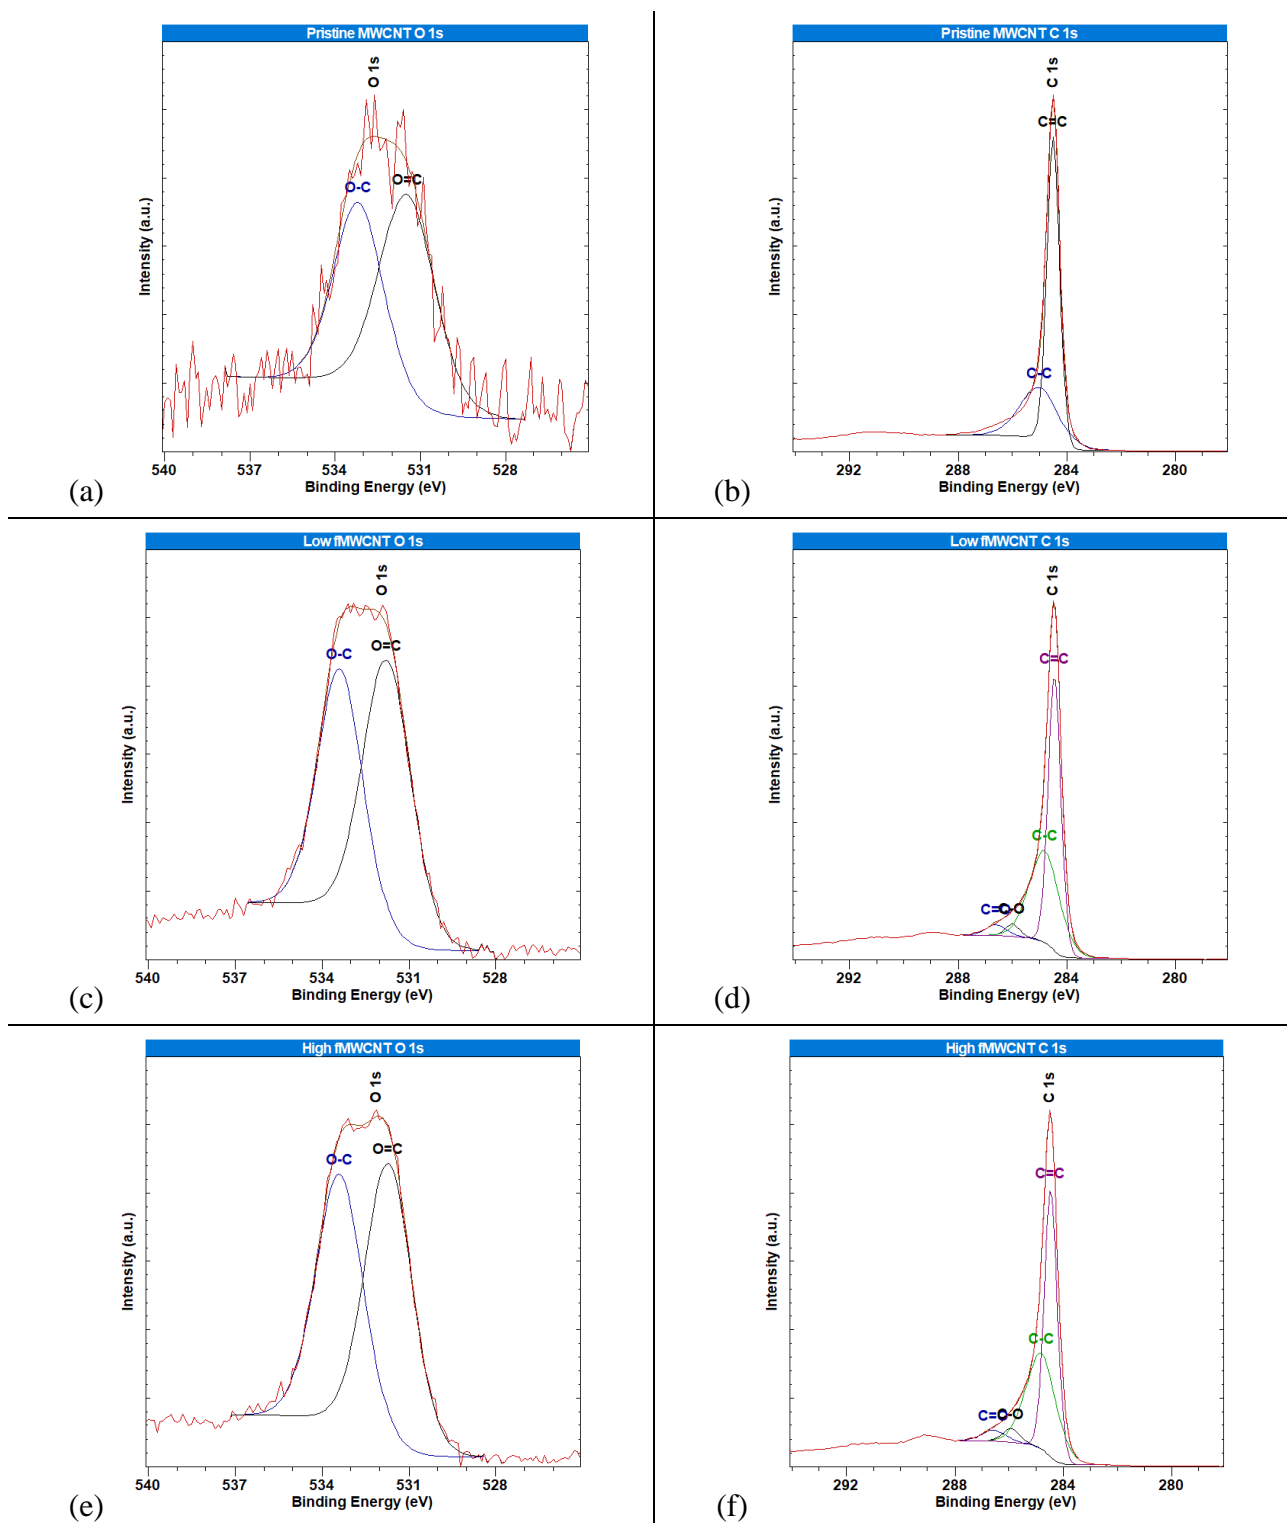 Pristine MWCNT O 1s
O 1s
O-C
O=C
Intensity (a.u.)
540 537 534 531 528
Binding Energy (eV)
(a)
Pristine MWCNT C 1s
C 1s
C=C
C-C
Intensity (a.u.)
292 288 284 280
Binding Energy (eV)
(b)
Low fMWCNT O 1s
O 1s
O-C
O=C
Intensity (a.u.)
540 537 534 531 528
Binding Energy (eV)
(c)
Low fMWCNT C 1s
C 1s
C=C
C-C
C=O
C-O
Intensity (a.u.)
292 288 284 280
Binding Energy (eV)
(d)
High fMWCNT O 1s
O 1s
O-C
O=C
Intensity (a.u.)
540 537 534 531 528
Binding Energy (eV)
(e)
High fMWCNT C 1s
C 1s
C=C
C-C
C=O
C-O
Intensity (a.u.)
292 288 284 280
Binding Energy (eV)
(f)